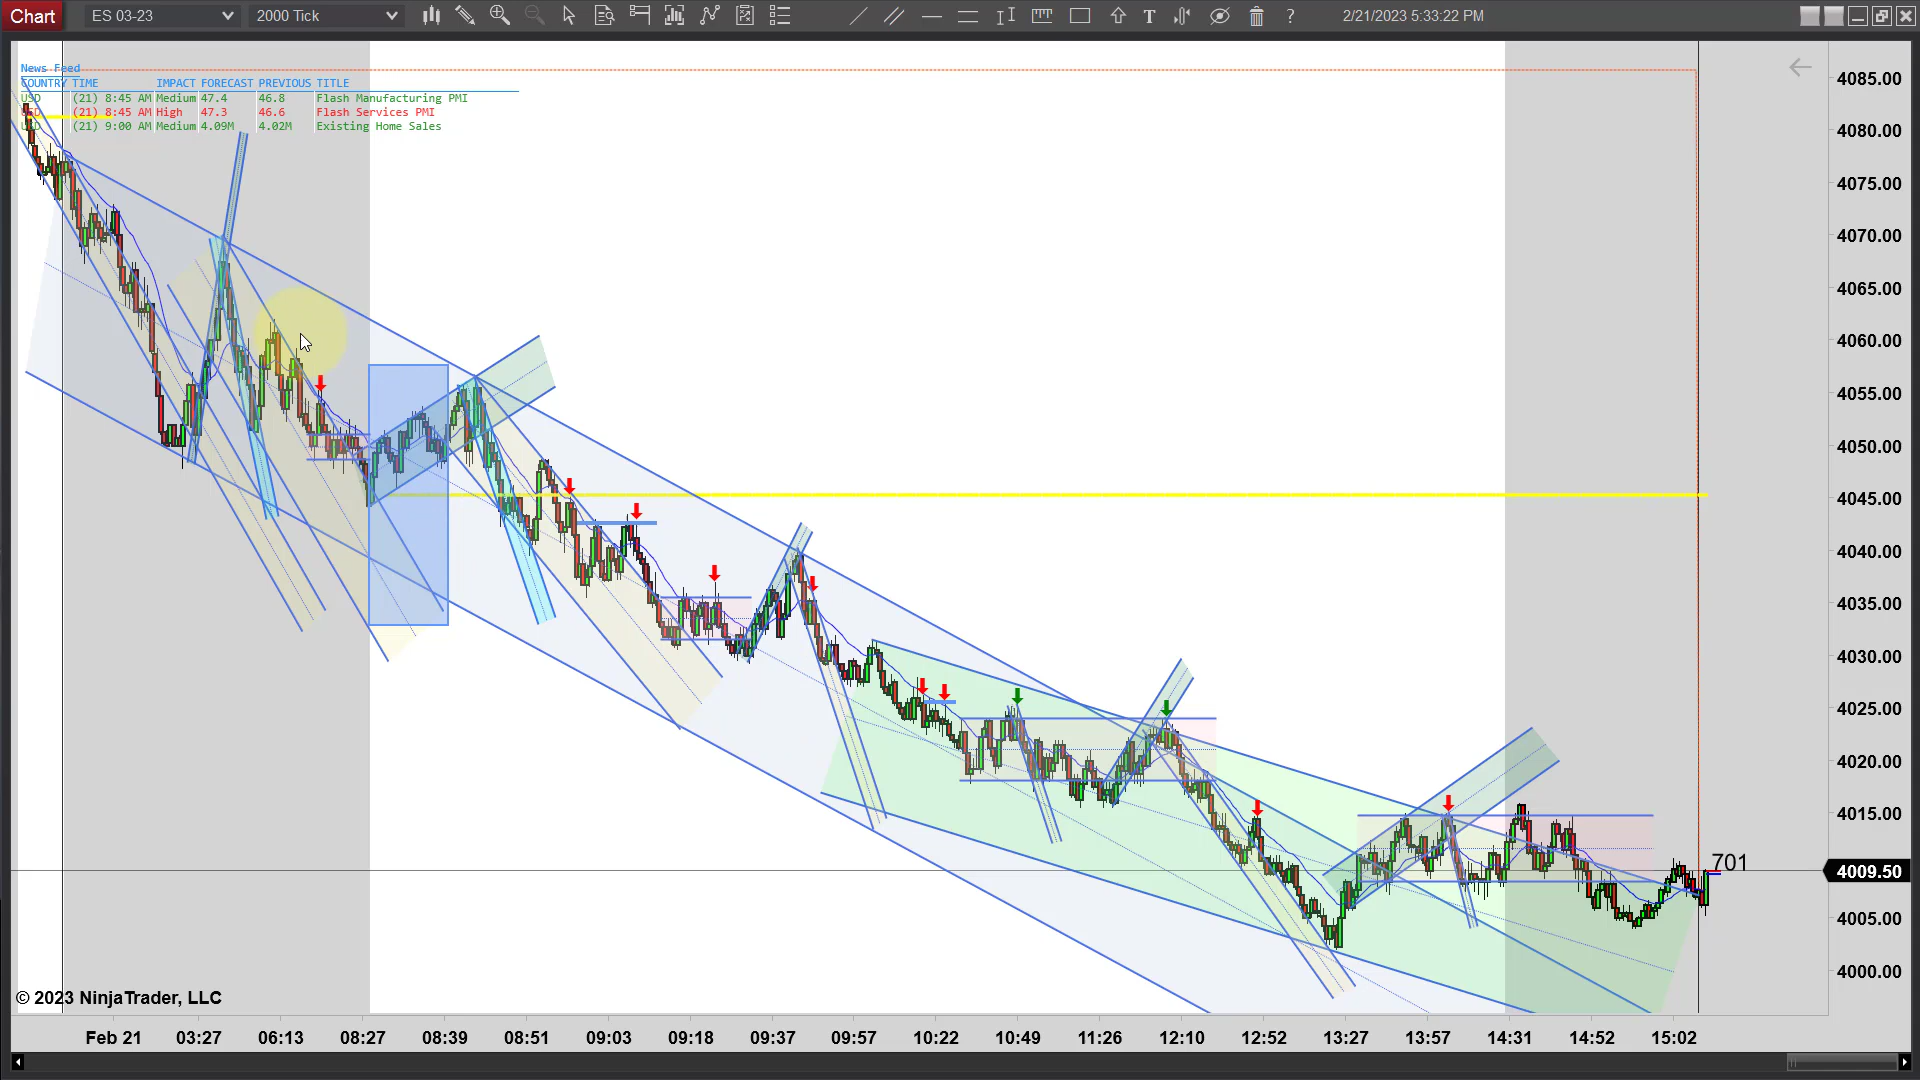 Chart ES 03-23 2000 Tick T ? 2/21/2023 5:33:22 PM
News Feed
COUNTRY TIME IMPACT FORECAST PREVIOUS TITLE
USD (21) 8:45 AM Medium 47.4 46.8 Flash Manufacturing PMI
USD (21) 8:45 AM High 47.3 46.6 Flash Services PMI
USD (21) 9:00 AM Medium 4.09M 4.02M Existing Home Sales
4085.00
4080.00
4075.00
4070.00
4065.00
4060.00
4055.00
4050.00
4045.00
4040.00
4035.00
4030.00
4025.00
4020.00
4015.00
701
4009.50
4005.00
4000.00
© 2023 NinjaTrader, LLC
Feb 21 03:27 06:13 08:27 08:39 08:51 09:03 09:18 09:37 09:57 10:22 10:49 11:26 12:10 12:52 13:27 13:57 14:31 14:52 15:02